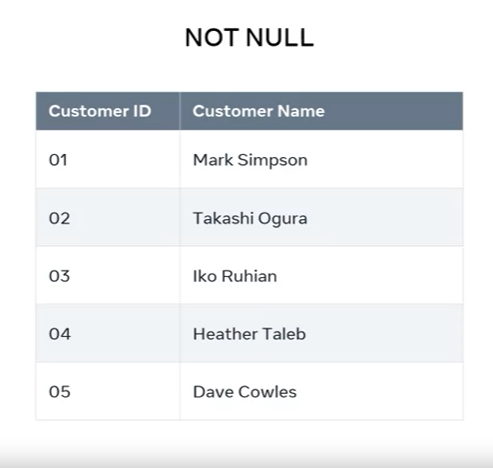 NOT NULL
Customer ID Customer Name
01 Mark Simpson
02 Takashi Ogura
03 Iko Ruhian
04 Heather Taleb
05 Dave Cowles